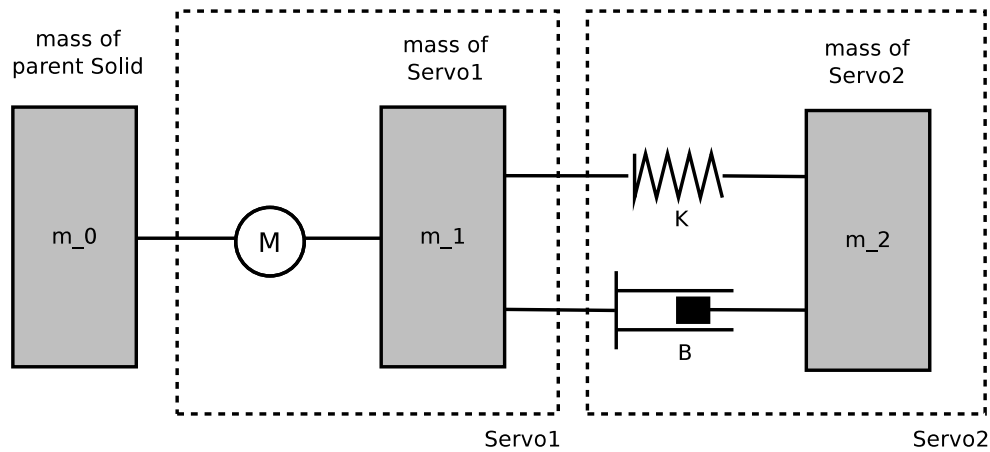 mass of
parent Solid
mass of
Servo1
mass of
Servo2
m_0
M
m_1
K
m_2
B
Servo1
Servo2